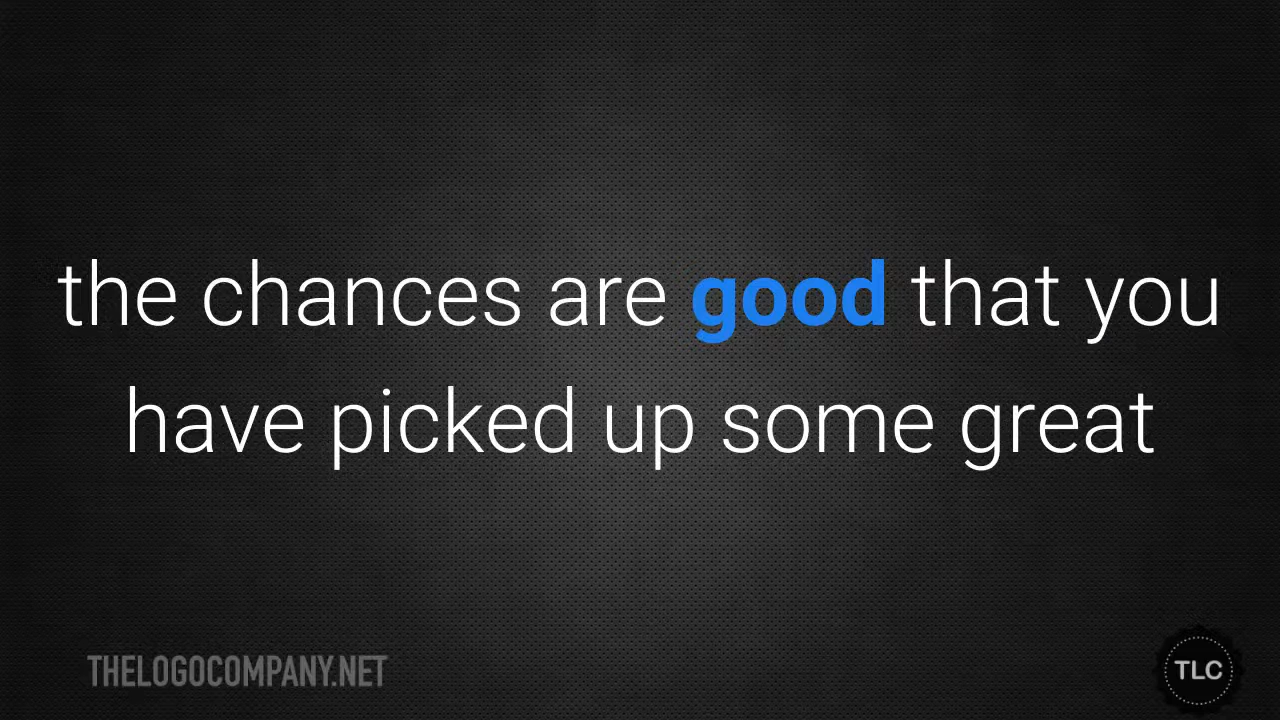 the chances are good that you
have picked up some great
THELOGOCOMPANY.NET
TLC